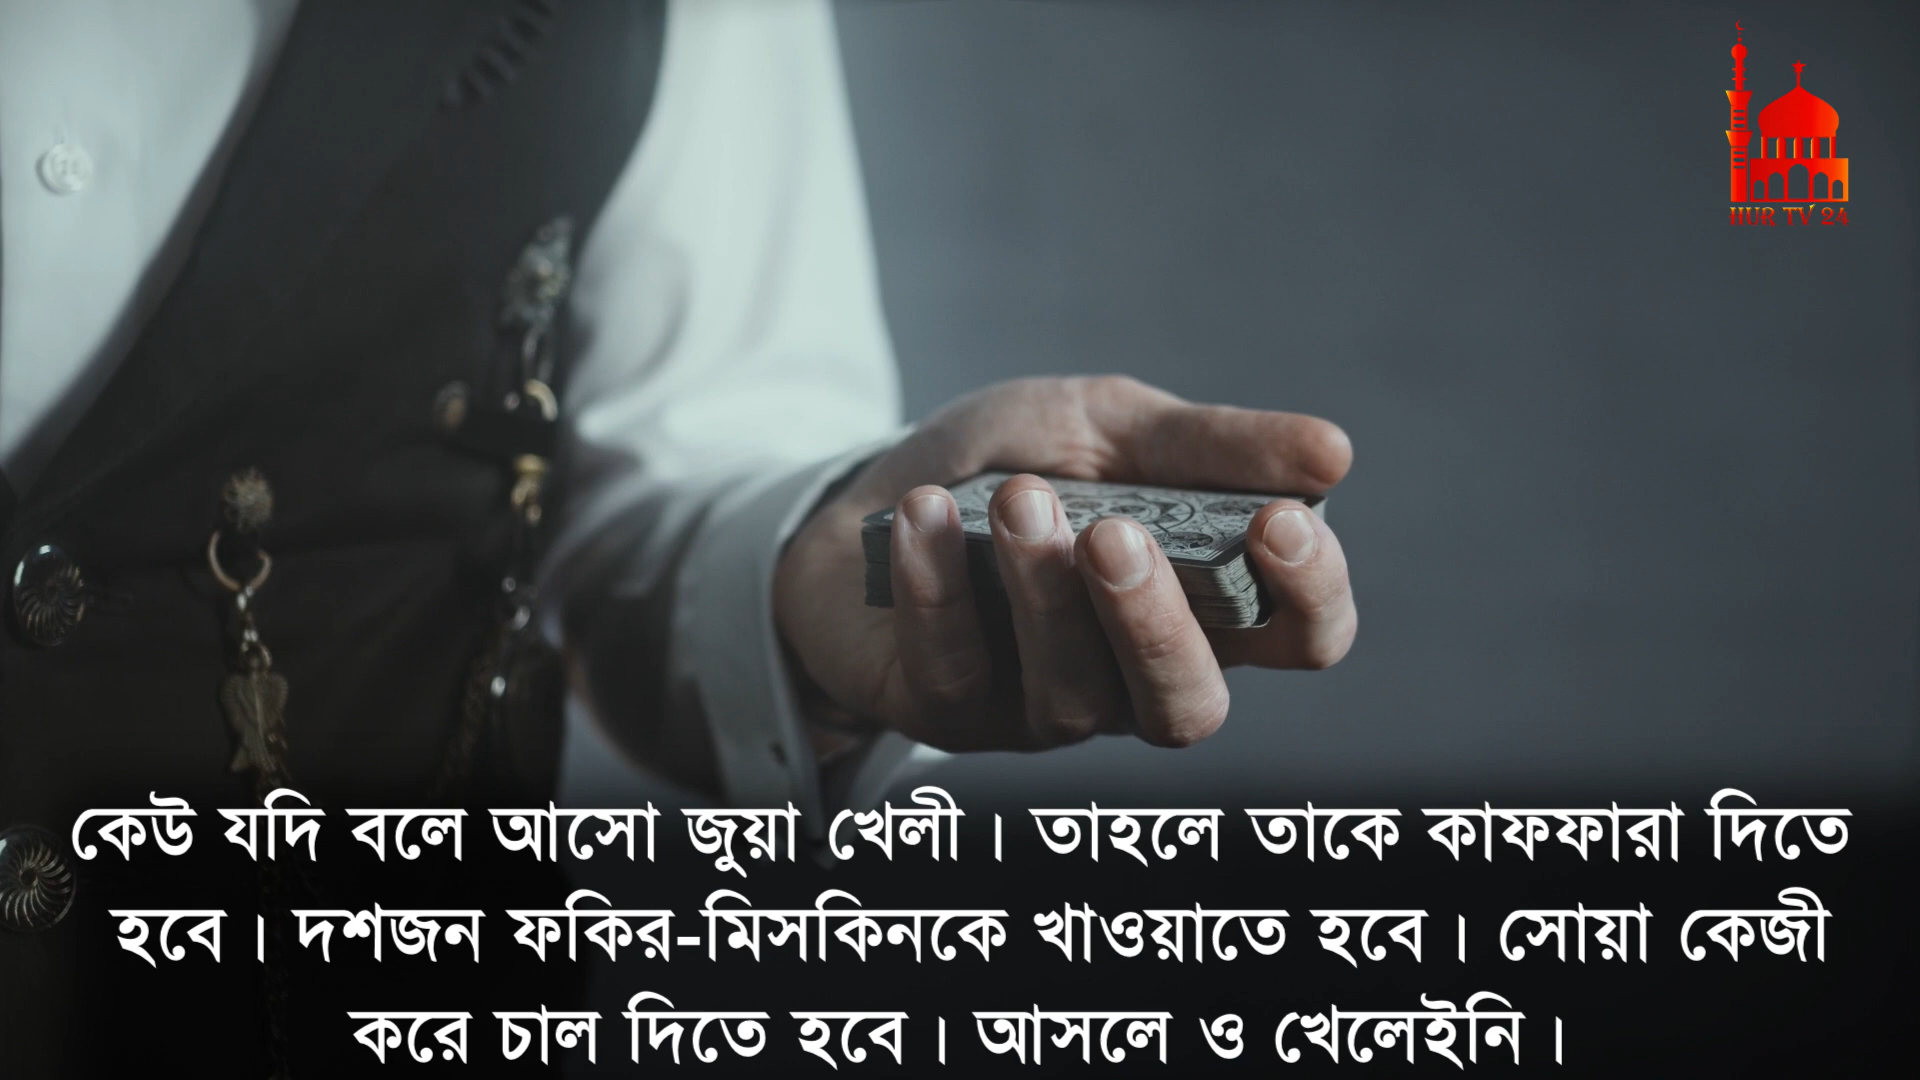 HUR TV 24
কেউ যদি বলে আসো জুয়া খেলী। তাহলে তাকে কাফফারা দিতে
হবে। দশজন ফকির-মিসকিনকে খাওয়াতে হবে। সোয়া কেজী
করে চাল দিতে হবে। আসলে ও খেলেইনি।